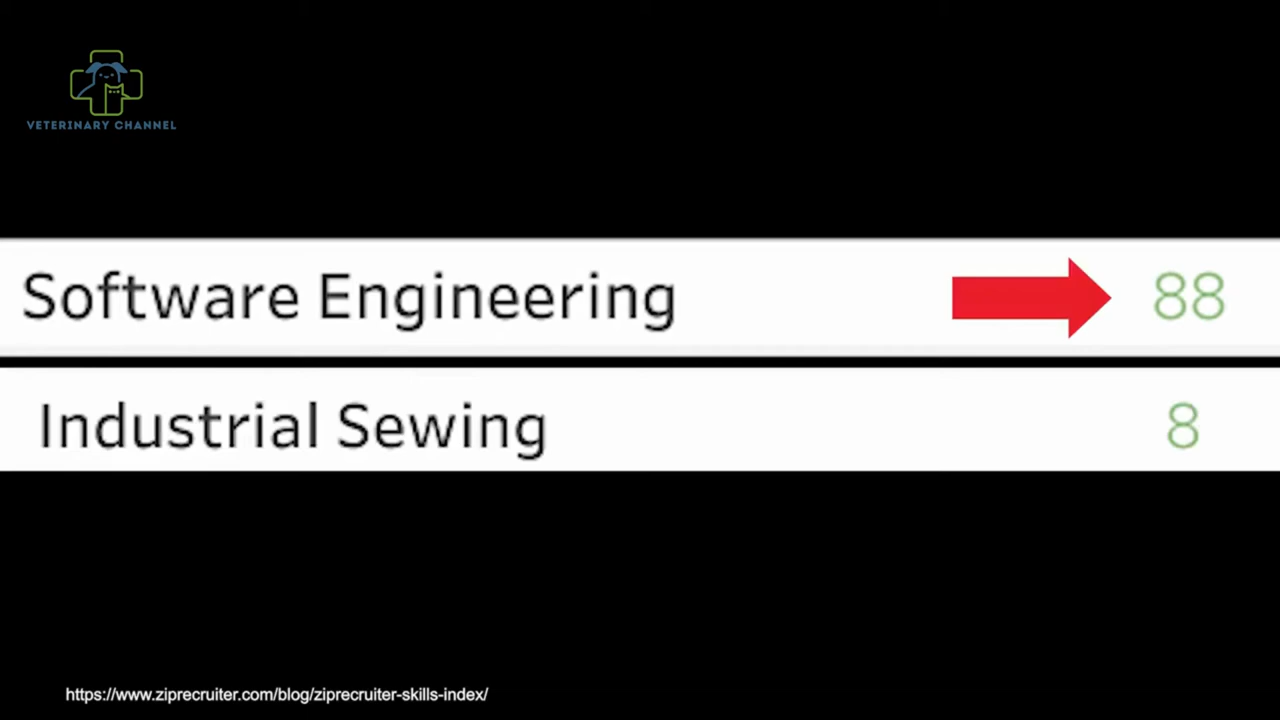 VETERINARY CHANNEL
Software Engineering 88
Industrial Sewing 8
https://www.ziprecruiter.com/blog/ziprecruiter-skills-index/